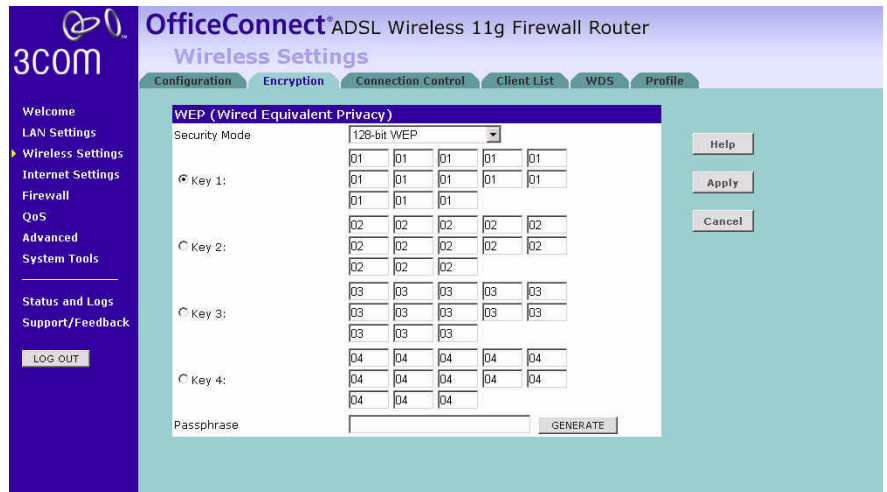 3COM
OfficeConnect® ADSL Wireless 11g Firewall Router
Wireless Settings
Configuration Encryption Connection Control Client List WDS Profile
Welcome
LAN Settings
Wireless Settings
Internet Settings
Firewall
QoS
Advanced
System Tools
Status and Logs
Support/Feedback
LOG OUT
WEP (Wired Equivalent Privacy)
Security Mode 128-bit WEP
01 01 01 01 01
Key 1: 01 01 01 01 01
01 01 01
02 02 02 02 02
Key 2: 02 02 02 02 02
02 02 02
03 03 03 03 03
Key 3: 03 03 03 03 03
03 03 03
04 04 04 04 04
Key 4: 04 04 04 04 04
04 04 04
Passphrase GENERATE
Help
Apply
Cancel